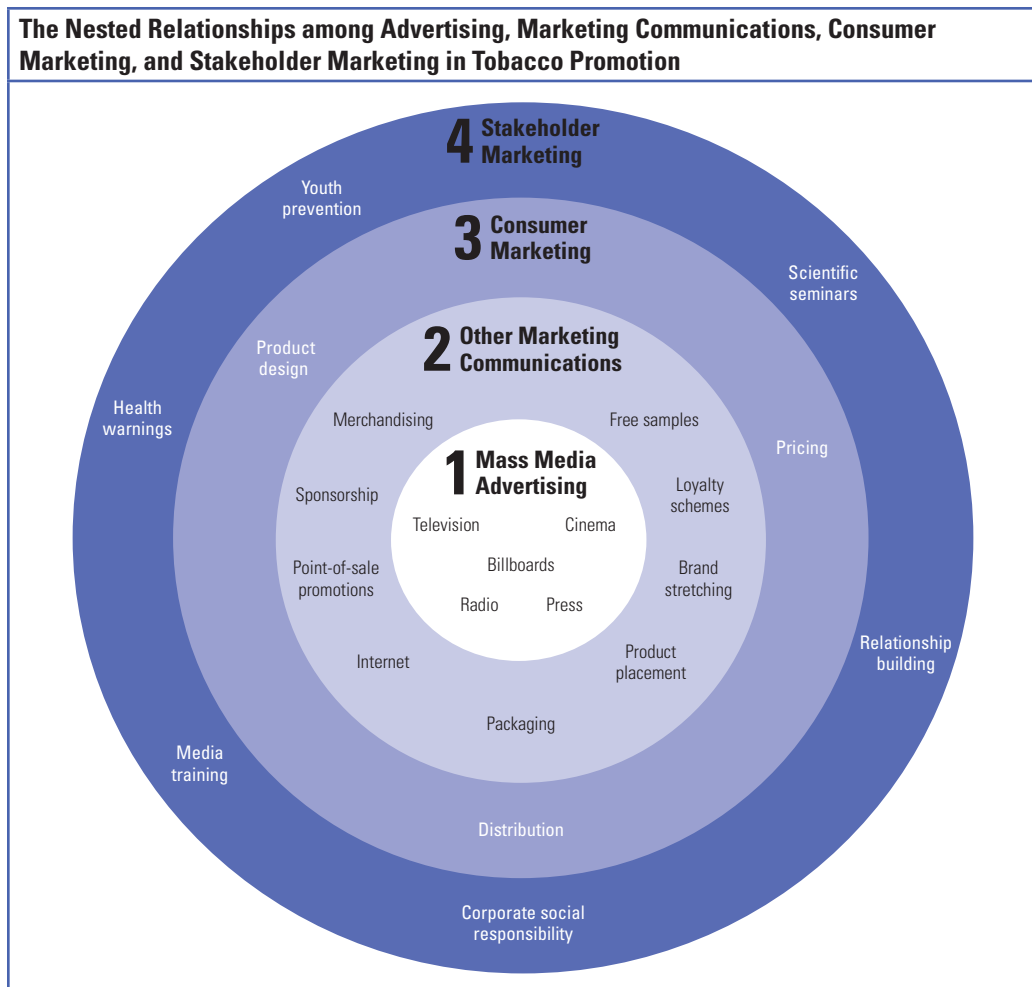 The Nested Relationships among Advertising, Marketing Communications, Consumer
Marketing, and Stakeholder Marketing in Tobacco Promotion
4 Stakeholder
Marketing
Youth
prevention
Scientific
seminars
Health
warnings
Relationship
building
Media
training
Corporate social
responsibility
3 Consumer
Marketing
Product
design
Pricing
Distribution
2 Other Marketing
Communications
Merchandising
Free samples
Sponsorship
Loyalty
schemes
Point-of-sale
promotions
Brand
stretching
Internet
Product
placement
Packaging
1 Mass Media
Advertising
Television
Cinema
Billboards
Radio
Press